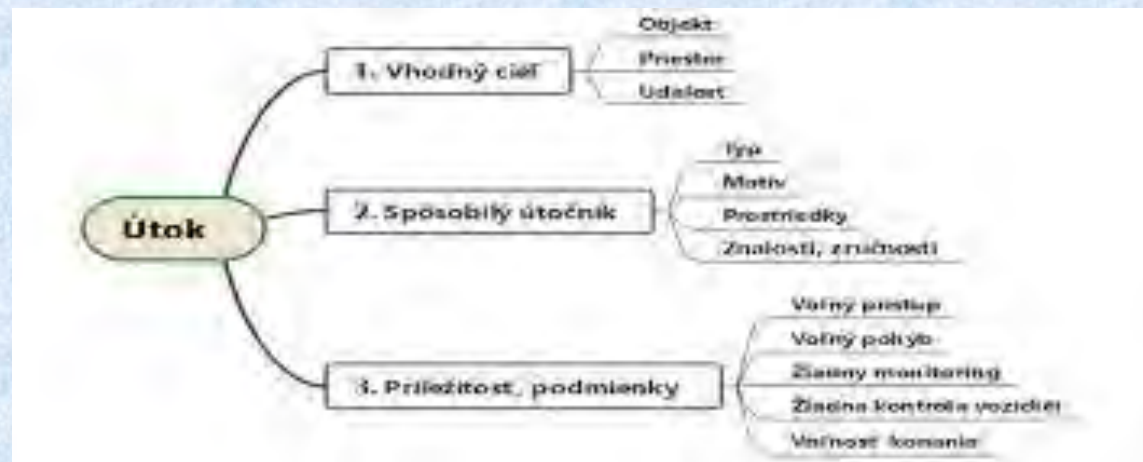 Objekt
1. Vhodný cieľ
Priestor
Udalosť
Útok
2. Spôsobilý útočník
Typ
Motív
Prostriedky
Znalosti, zručnosti
3. Príležitosť, podmienky
Voľný prístup
Voľný pohyb
Žiadny monitoring
Žiadna kontrola vozidiel
Voľnosť konania